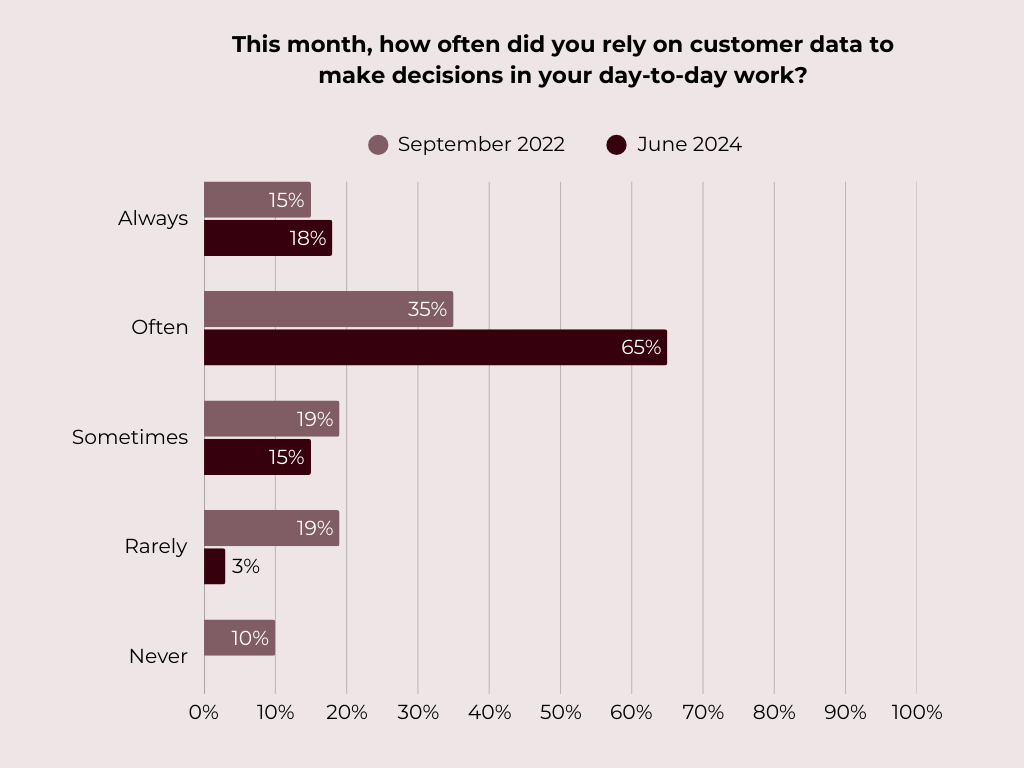 This month, how often did you rely on customer data to
make decisions in your day-to-day work?
September 2022
June 2024
Always
15%
18%
Often
35%
65%
Sometimes
19%
15%
Rarely
19%
3%
Never
10%
0% 10% 20% 30% 40% 50% 60% 70% 80% 90% 100%